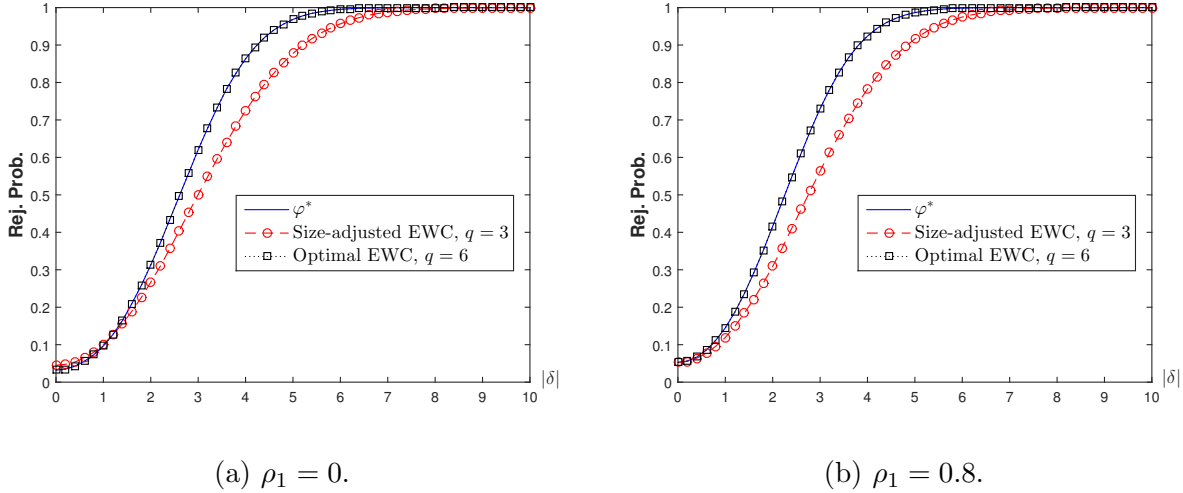 1
0.9
0.8
0.7
0.6
0.5
0.4
0.3
0.2
0.1
0
Rej. Prob.
φ*
Size-adjusted EWC, q = 3
Optimal EWC, q = 6
0 1 2 3 4 5 6 7 8 9 10
|δ|
(a) ρ₁ = 0.
1
0.9
0.8
0.7
0.6
0.5
0.4
0.3
0.2
0.1
0
Rej. Prob.
φ*
Size-adjusted EWC, q = 3
Optimal EWC, q = 6
0 1 2 3 4 5 6 7 8 9 10
|δ|
(b) ρ₁ = 0.8.